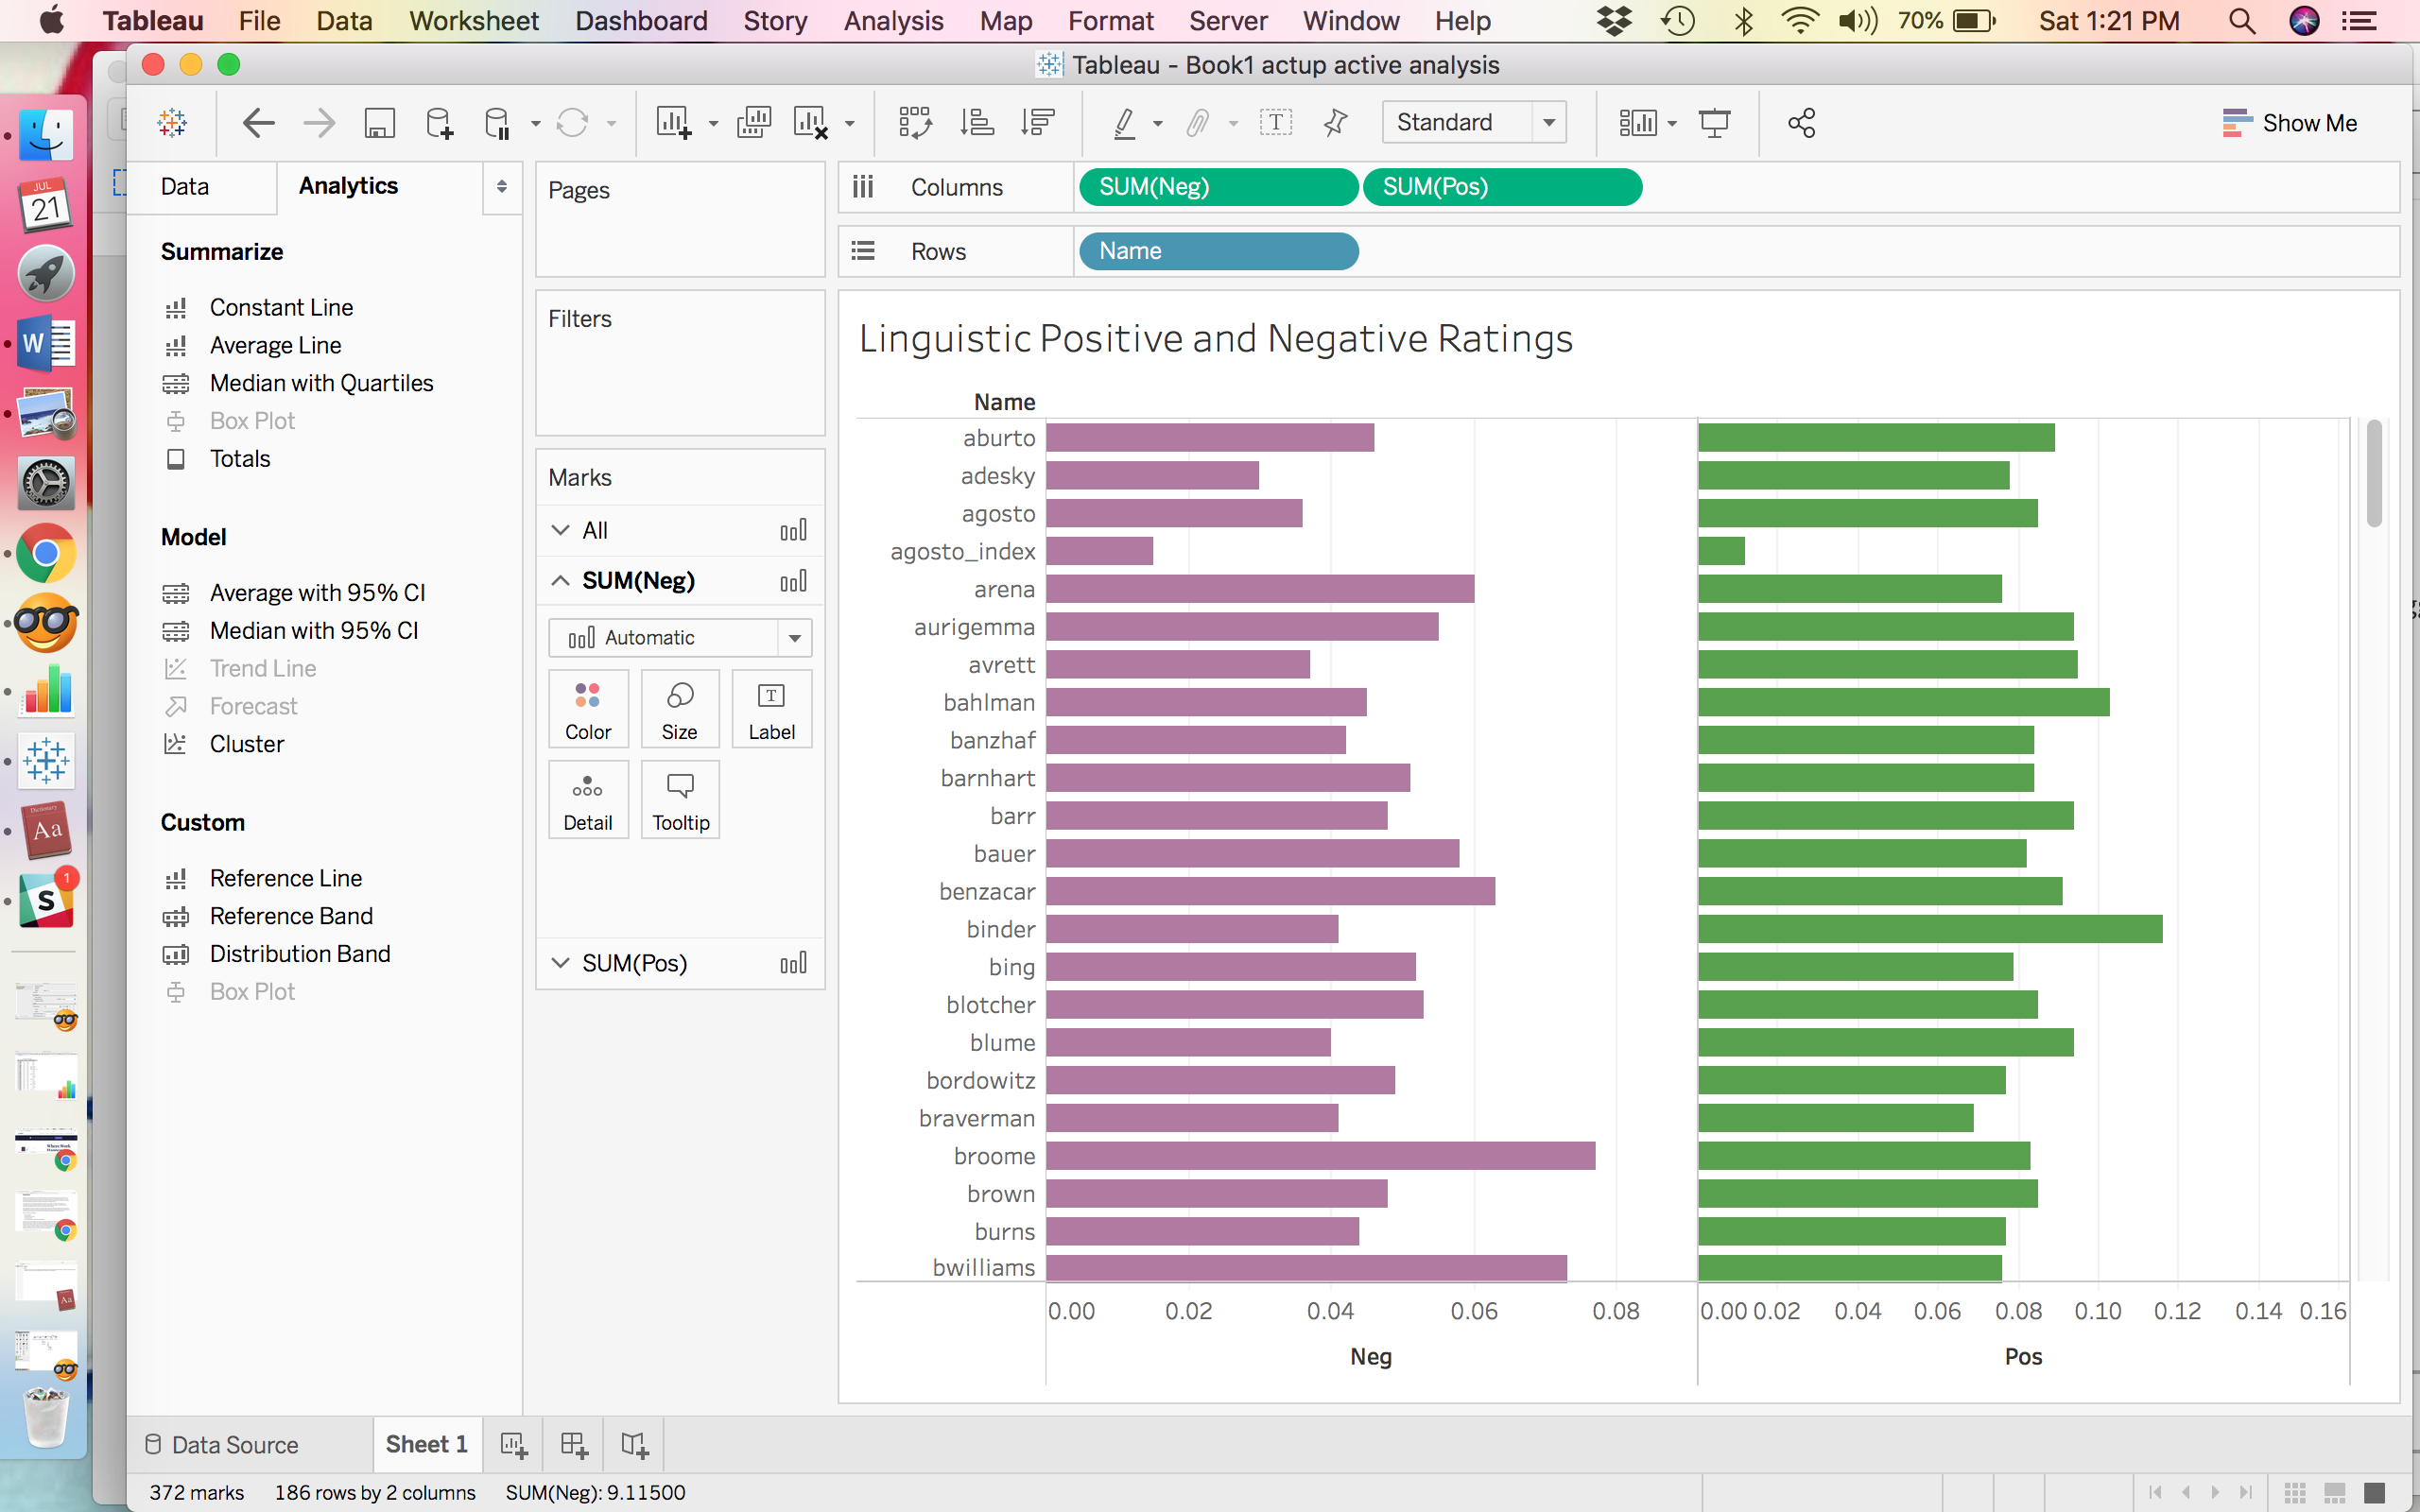 Tableau File Data Worksheet Dashboard Story Analysis Map Format Server Window Help 70% Sat 1:21 PM
Tableau - Book1 actup active analysis
Standard Show Me
Data Analytics
Summarize
Constant Line
Average Line
Median with Quartiles
Box Plot
Totals
Model
Average with 95% CI
Median with 95% CI
Trend Line
Forecast
Cluster
Custom
Reference Line
Reference Band
Distribution Band
Box Plot
Pages
Filters
Marks
All
SUM(Neg)
Automatic
Color Size Label
Detail Tooltip
SUM(Pos)
Columns SUM(Neg) SUM(Pos)
Rows Name
Linguistic Positive and Negative Ratings
Name
aburto
adesky
agosto
agosto_index
arena
aurigemma
avrett
bahlman
banzhaf
barnhart
barr
bauer
benzacar
binder
bing
blotcher
blume
bordowitz
braverman
broome
brown
burns
bwilliams
0.00 0.02 0.04 0.06 0.08 0.00 0.02 0.04 0.06 0.08 0.10 0.12 0.14 0.16
Neg Pos
Data Source Sheet 1
372 marks 186 rows by 2 columns SUM(Neg): 9.11500
JUL
21
W
Dictionary
Aa
S
1